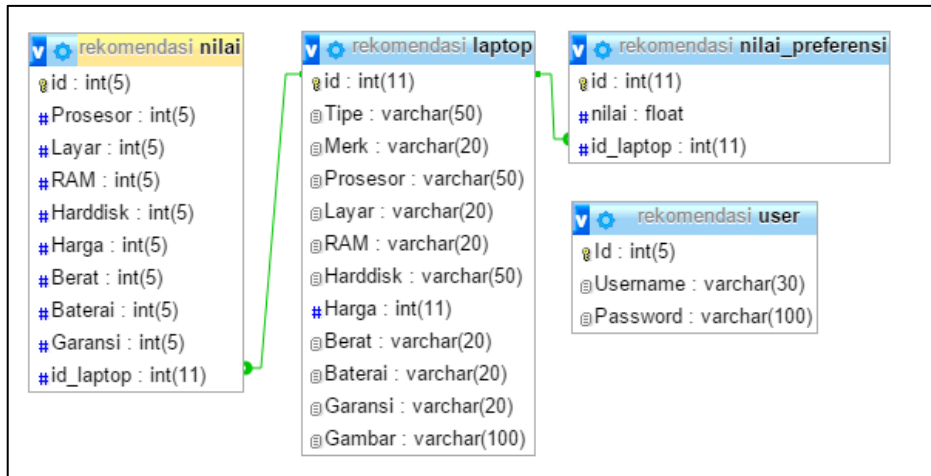 rekomendasi nilai
id : int(5)
#Prosesor : int(5)
#Layar : int(5)
#RAM : int(5)
#Harddisk : int(5)
#Harga : int(5)
#Berat : int(5)
#Baterai : int(5)
#Garansi : int(5)
#id_laptop : int(11)
rekomendasi laptop
id : int(11)
Tipe : varchar(50)
Merk : varchar(20)
Prosesor : varchar(50)
Layar : varchar(20)
RAM : varchar(20)
Harddisk : varchar(50)
#Harga : int(11)
Berat : varchar(20)
Baterai : varchar(20)
Garansi : varchar(20)
Gambar : varchar(100)
rekomendasi nilai_preferensi
id : int(11)
#nilai : float
#id_laptop : int(11)
rekomendasi user
Id : int(5)
Username : varchar(30)
Password : varchar(100)